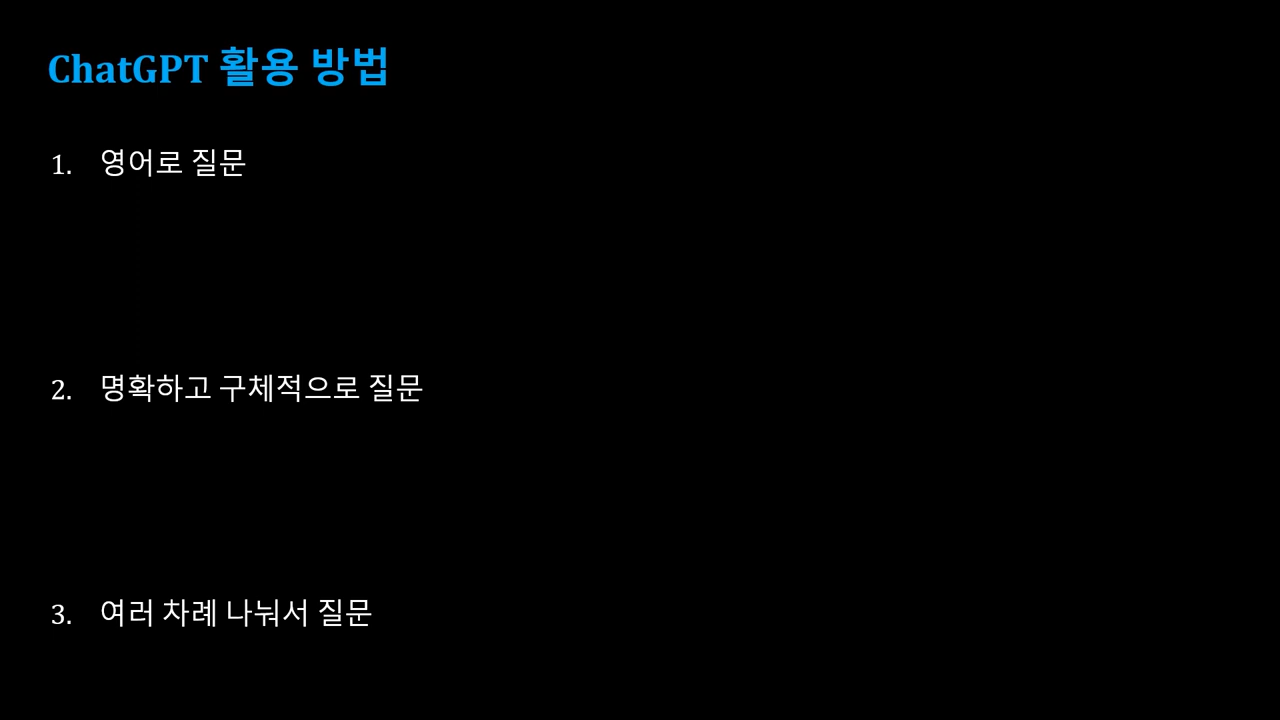 ChatGPT 활용 방법
1. 영어로 질문
2. 명확하고 구체적으로 질문
3. 여러 차례 나눠서 질문